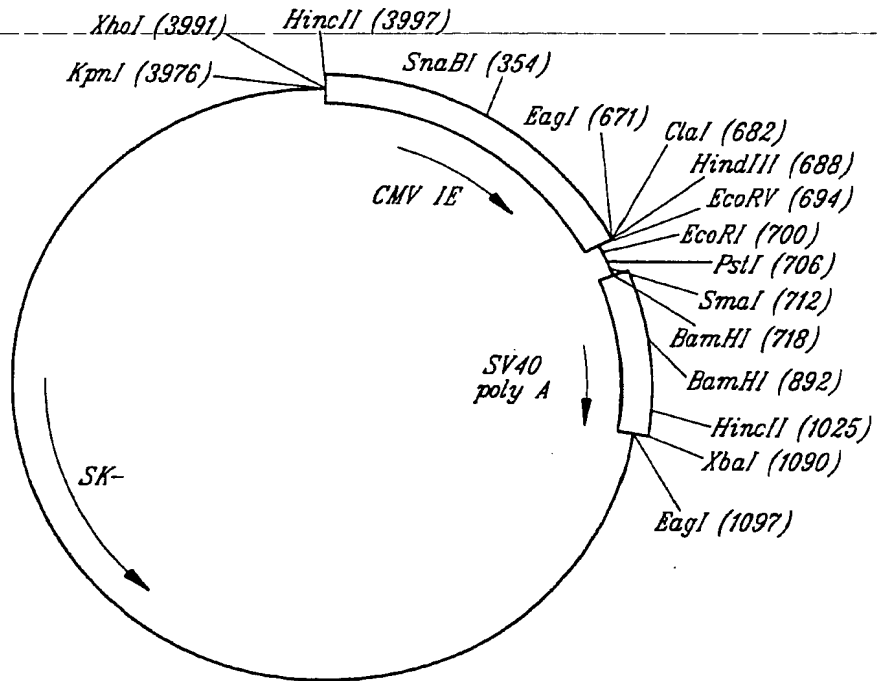 XhoI (3991)
HincII (3997)
KpnI (3976)
SnaBI (354)
EagI (671)
ClaI (682)
HindIII (688)
EcoRV (694)
EcoRI (700)
PstI (706)
SmaI (712)
BamHI (718)
BamHI (892)
HincII (1025)
XbaI (1090)
EagI (1097)
CMV IE
SV40
poly A
SK-